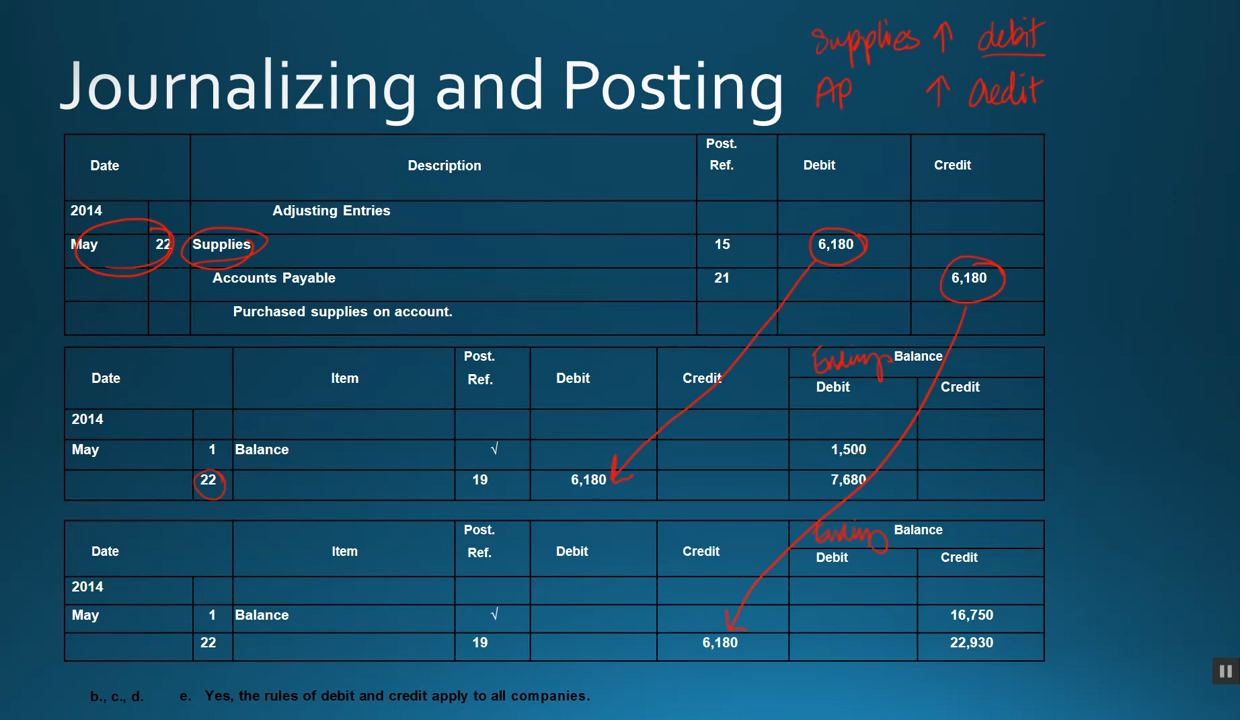 Supplies ↑ debit
Journalizing and Posting
AP ↑ credit
Date Description Post. Ref. Debit Credit
2014 Adjusting Entries
May 22 Supplies 15 6,180
Accounts Payable 21 6,180
Purchased supplies on account.
Date Item Post. Ref. Debit Credit Ending Balance
Debit Credit
2014
May 1 Balance √ 1,500
22 19 6,180 7,680
Date Item Post. Ref. Debit Credit Ending Balance
Debit Credit
2014
May 1 Balance √ 16,750
22 19 6,180 22,930
b., c., d. e. Yes, the rules of debit and credit apply to all companies.